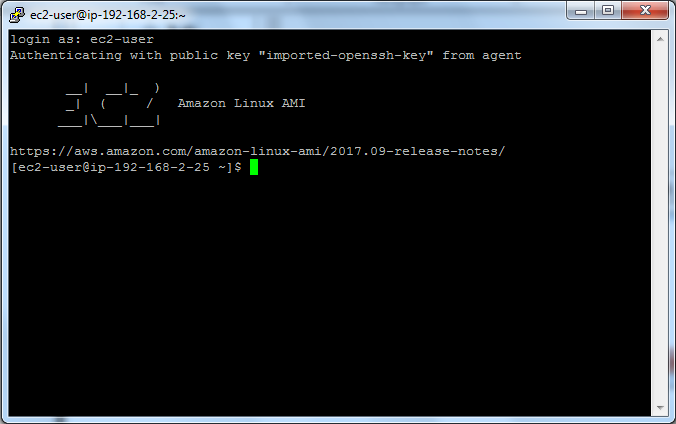 ec2-user@ip-192-168-2-25:~
login as: ec2-user
Authenticating with public key "imported-openssh-key" from agent
       __|  __|_  )
       _|  (     /   Amazon Linux AMI
      ___|\___|___|
https://aws.amazon.com/amazon-linux-ami/2017.09-release-notes/
[ec2-user@ip-192-168-2-25 ~]$